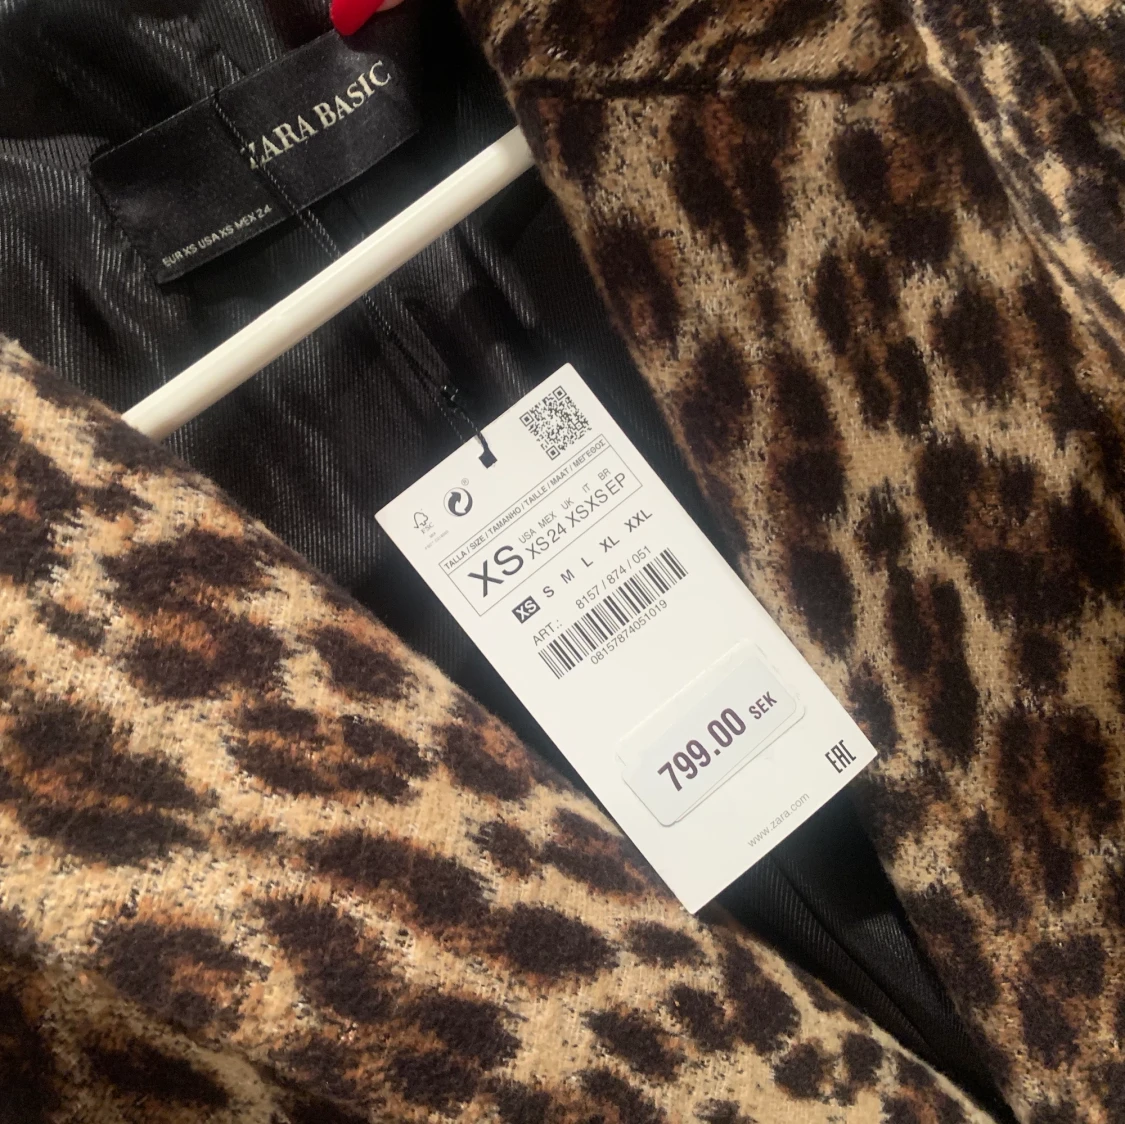 ZARA BASIC
EUR XS USA XS MEX 24
FSC
®
TALLA / SIZE / TAMANHO / TAILLE / MAAT / ΜΕΓΕΘΟΣ
USA MEX UK IT BR
XS XS 24 XS XS EP
XS S M L XL XXL
ART.: 8157 / 874 / 051
08157874051019
799.00 SEK
EAC
www.zara.com